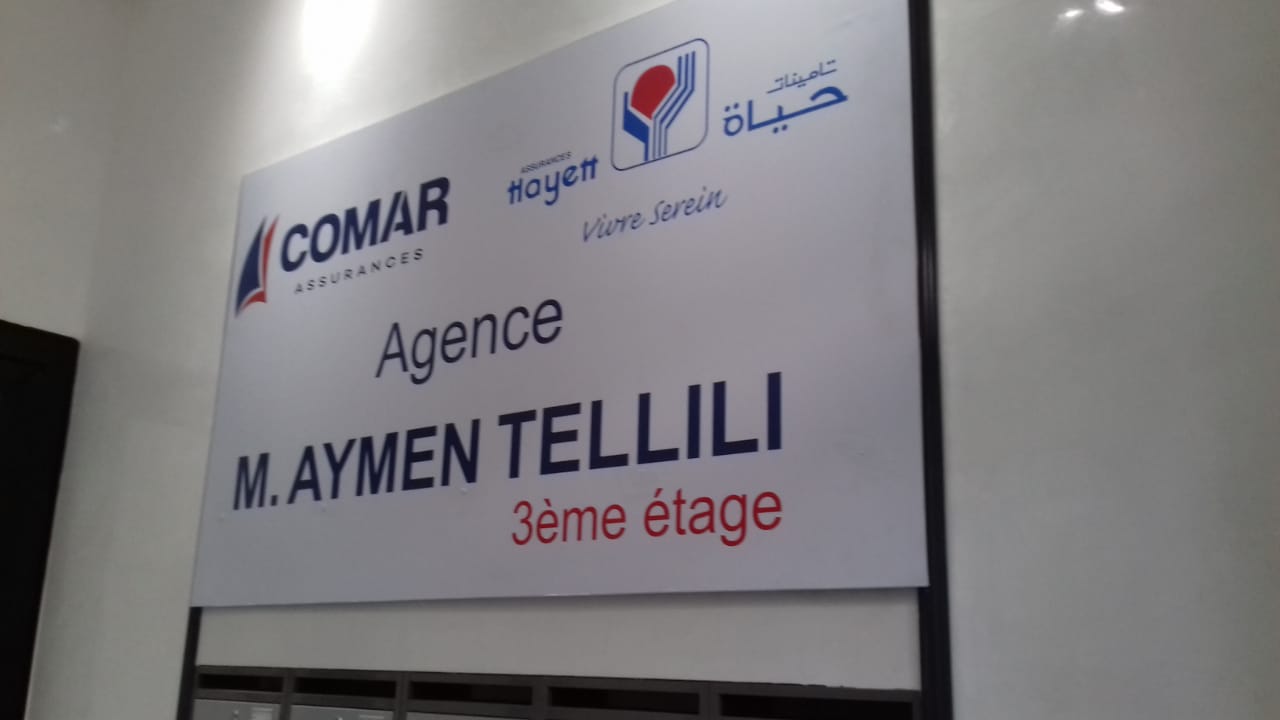 COMAR
ASSURANCES
ASSURANCES
Hayett
تامينات
حياة
Vivre Serein
Agence
M. AYMEN TELLILI
3ème étage